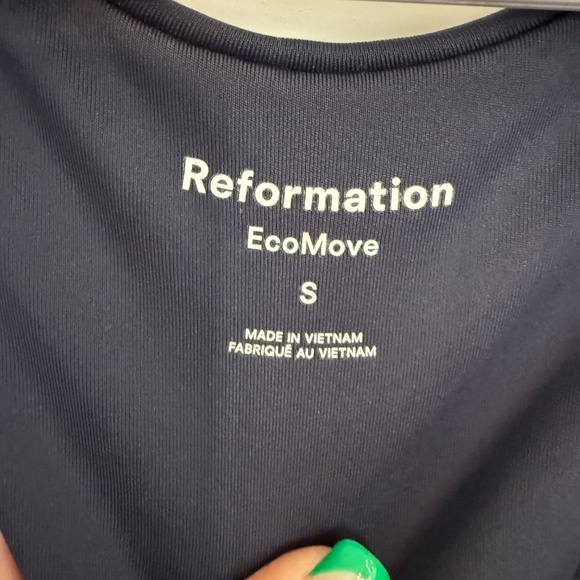 Reformation
EcoMove
S
MADE IN VIETNAM
FABRIQUÉ AU VIETNAM